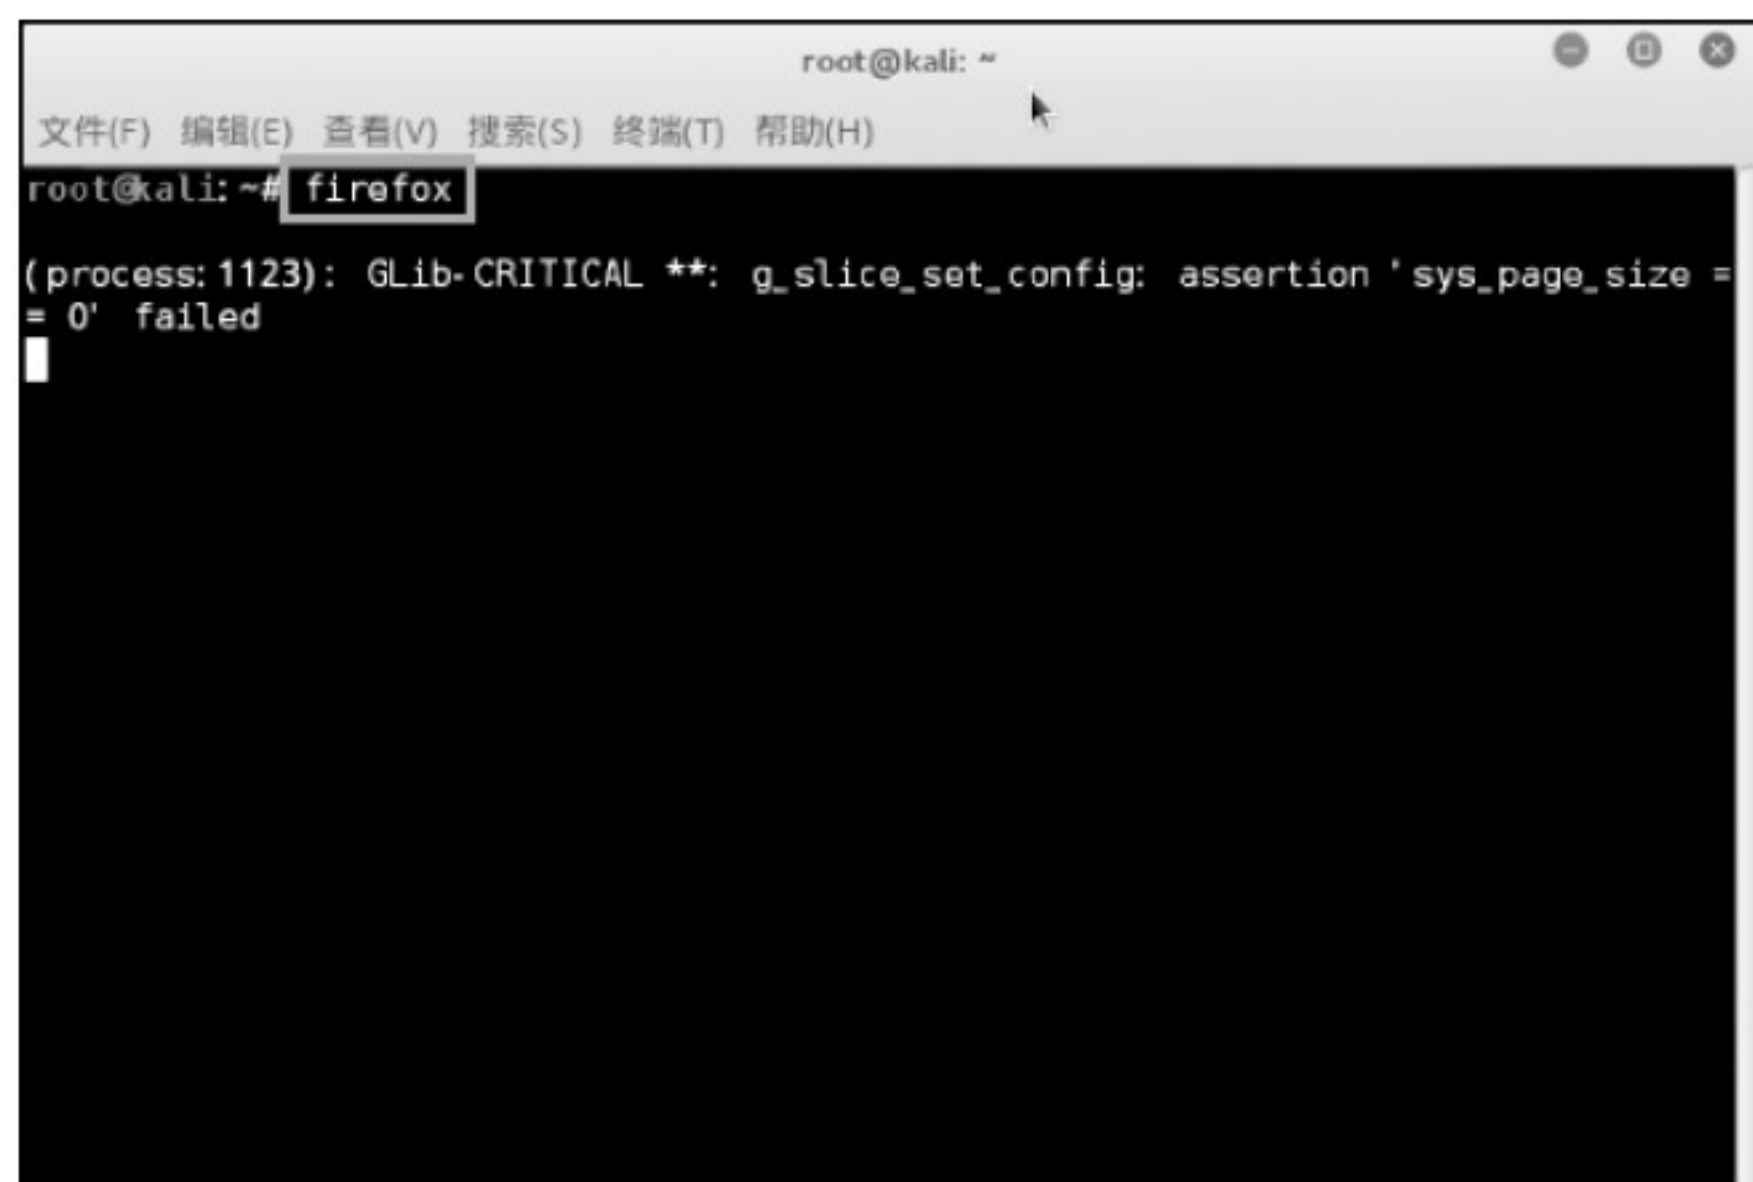 root@kali: ~
文件(F) 编辑(E) 查看(V) 搜索(S) 终端(T) 帮助(H)
root@kali:~# firefox
(process:1123): GLib-CRITICAL **: g_slice_set_config: assertion 'sys_page_size =
= 0' failed